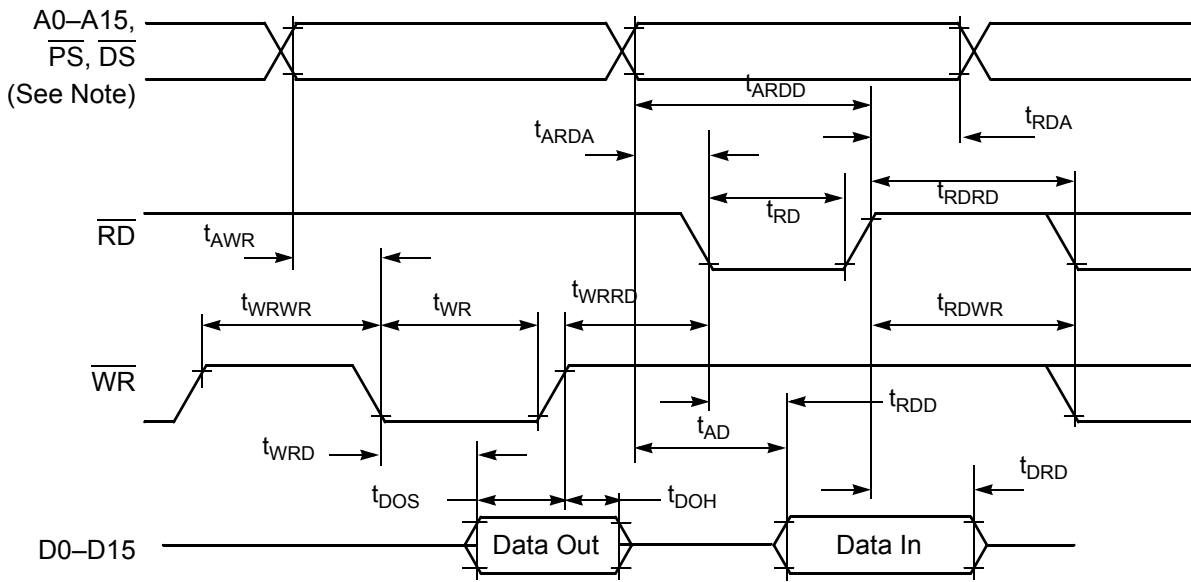 A0–A15,
PS, DS
(See Note)
tARDD
tRDA
tARDA
tRDRD
tRD
RD
tAWR
tWRWR
tWR
tWRRD
tRDWR
WR
tRDD
tAD
tWRD
tDRD
tDOS
tDOH
D0–D15
Data Out
Data In